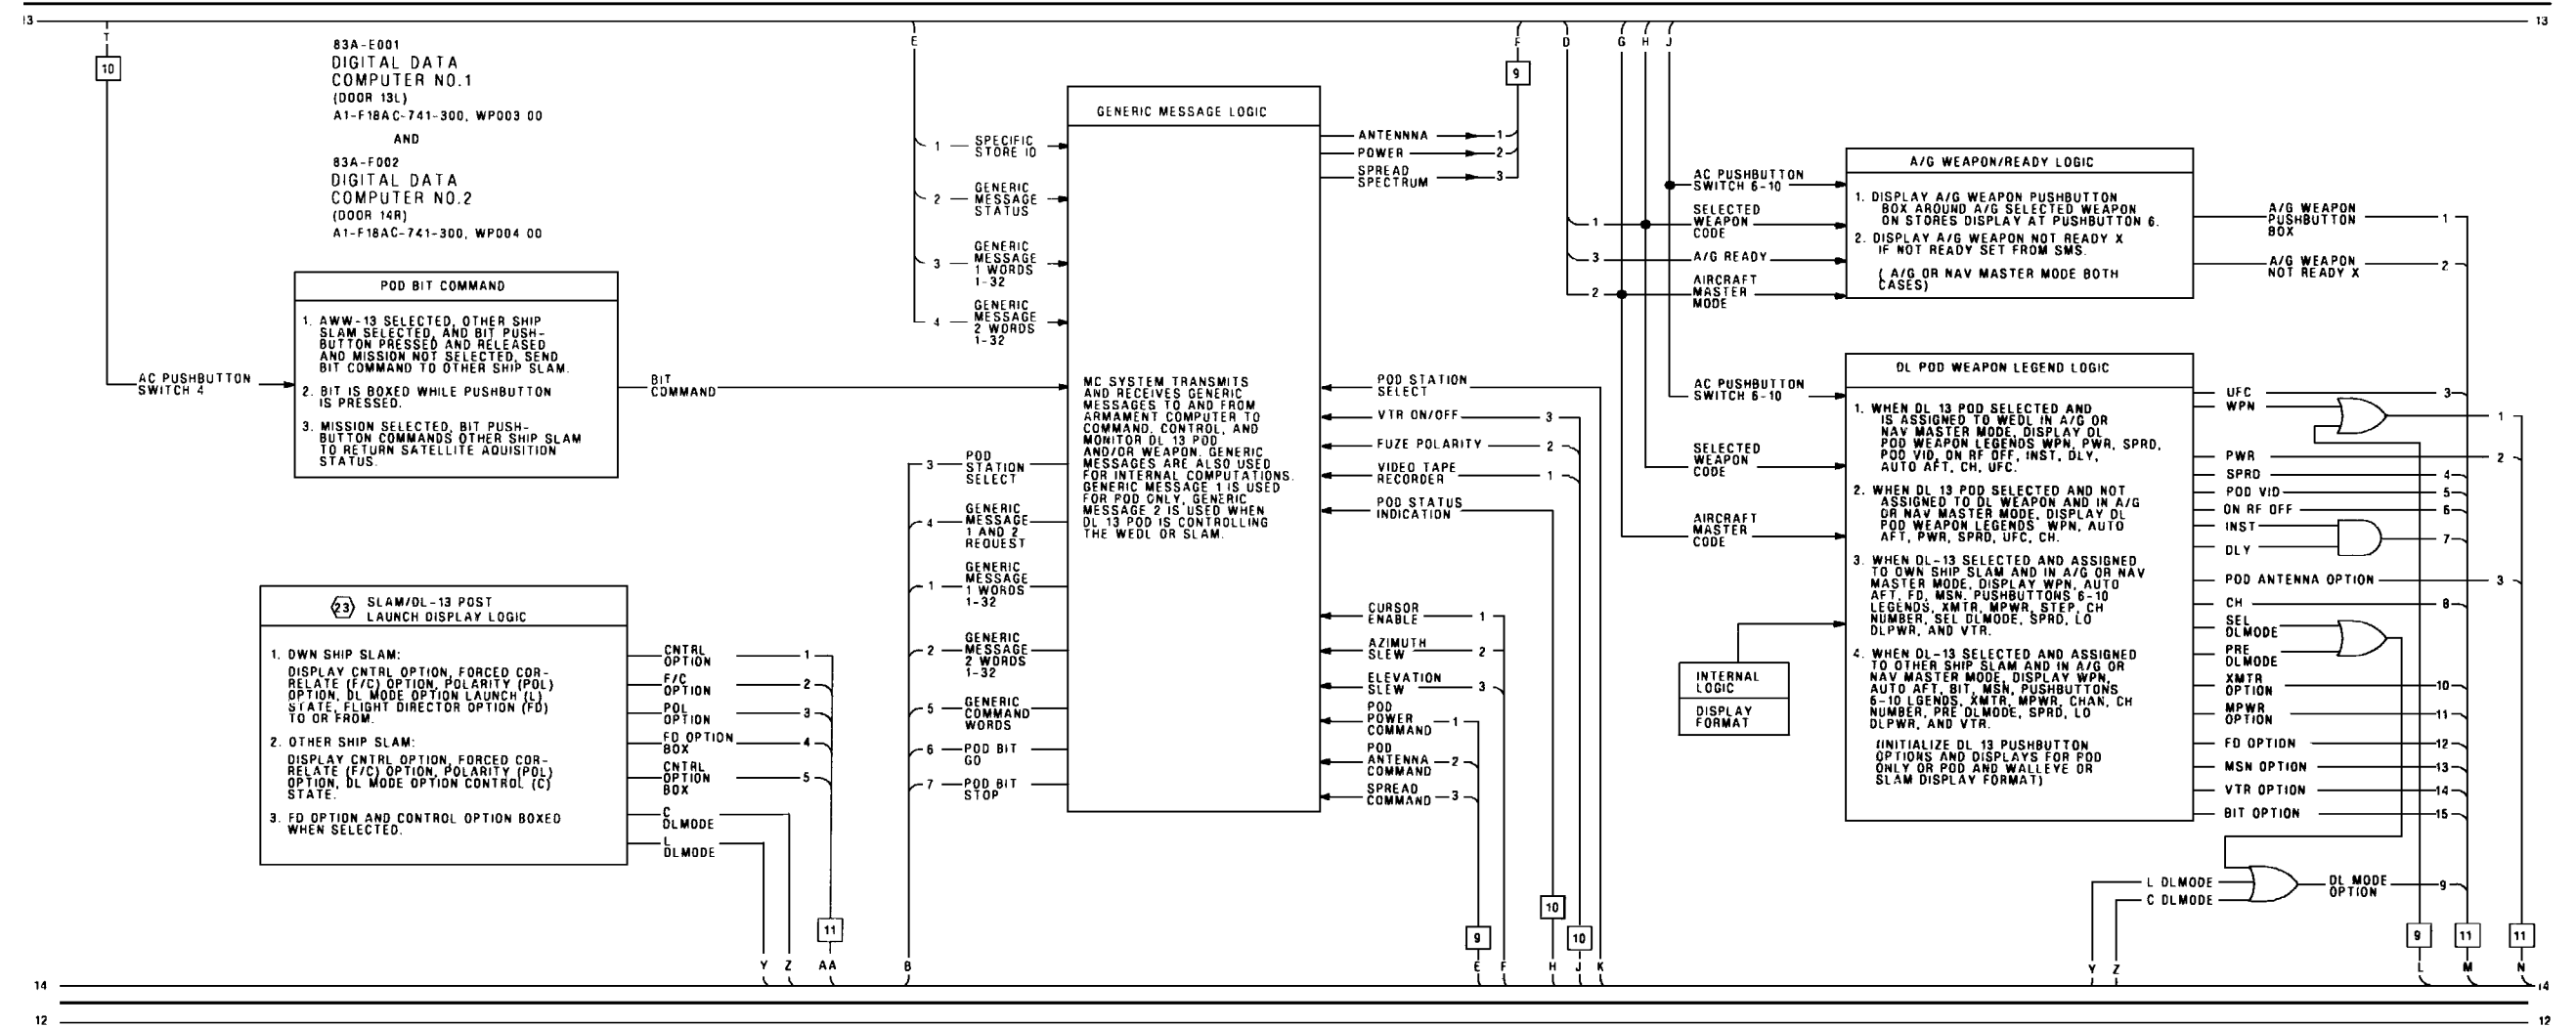 13
13
T
E
F
D
G
H
J
10
9
83A-E001
DIGITAL DATA
COMPUTER NO.1
(DOOR 13L)
A1-F18AC-741-300, WP003 00
AND
83A-F002
DIGITAL DATA
COMPUTER NO.2
(DOOR 14R)
A1-F18AC-741-300, WP004 00
POD BIT COMMAND
1. AWW-13 SELECTED, OTHER SHIP
SLAM SELECTED, AND BIT PUSH-
BUTTON PRESSED AND RELEASED
AND MISSION NOT SELECTED, SEND
BIT COMMAND TO OTHER SHIP SLAM.
2. BIT IS BOXED WHILE PUSHBUTTON
IS PRESSED.
3. MISSION SELECTED, BIT PUSH-
BUTTON COMMANDS OTHER SHIP SLAM
TO RETURN SATELLITE AQUISITION
STATUS.
AC PUSHBUTTON
SWITCH 4
BIT
COMMAND
23 SLAM/DL-13 POST
LAUNCH DISPLAY LOGIC
1. OWN SHIP SLAM:
DISPLAY CNTRL OPTION, FORCED COR-
RELATE (F/C) OPTION, POLARITY (POL)
OPTION, DL MODE OPTION LAUNCH (L)
STATE, FLIGHT DIRECTOR OPTION (FD)
TO OR FROM.
2. OTHER SHIP SLAM:
DISPLAY CNTRL OPTION, FORCED COR-
RELATE (F/C) OPTION, POLARITY (POL)
OPTION, DL MODE OPTION CONTROL (C)
STATE.
3. FD OPTION AND CONTROL OPTION BOXED
WHEN SELECTED.
CNTRL
OPTION 1
F/C
OPTION 2
POL
OPTION 3
FD OPTION
BOX 4
CNTRL
OPTION
BOX 5
C
DLMODE
L
DLMODE
11
Y
Z
AA
B
GENERIC MESSAGE LOGIC
1 SPECIFIC
STORE ID
2 GENERIC
MESSAGE
STATUS
3 GENERIC
MESSAGE
1 WORDS
1-32
4 GENERIC
MESSAGE
2 WORDS
1-32
3 POD
STATION
SELECT
4 GENERIC
MESSAGE
1 AND 2
REQUEST
1 GENERIC
MESSAGE
1 WORDS
1-32
2 GENERIC
MESSAGE
2 WORDS
1-32
5 GENERIC
COMMAND
WORDS
6 POD BIT
GO
7 POD BIT
STOP
MC SYSTEM TRANSMITS
AND RECEIVES GENERIC
MESSAGES TO AND FROM
ARMAMENT COMPUTER TO
COMMAND, CONTROL, AND
MONITOR DL 13 POD
AND/OR WEAPON. GENERIC
MESSAGES ARE ALSO USED
FOR INTERNAL COMPUTATIONS.
GENERIC MESSAGE 1 IS USED
FOR POD ONLY, GENERIC
MESSAGE 2 IS USED WHEN
DL 13 POD IS CONTROLLING
THE WEDL OR SLAM.
ANTENNNA 1
POWER 2
SPREAD
SPECTRUM 3
POD STATION
SELECT
VTR ON/OFF 3
FUZE POLARITY 2
VIDEO TAPE
RECORDER 1
POD STATUS
INDICATION
CURSOR
ENABLE 1
AZIMUTH
SLEW 2
ELEVATION
SLEW 3
POD
POWER
COMMAND 1
POD
ANTENNA
COMMAND 2
SPREAD
COMMAND 3
9
10
10
E
F
H
J
K
AC PUSHBUTTON
SWITCH 6-10
1 SELECTED
WEAPON
CODE
3 A/G READY
2 AIRCRAFT
MASTER
MODE
A/G WEAPON/READY LOGIC
1. DISPLAY A/G WEAPON PUSHBUTTON
BOX AROUND A/G SELECTED WEAPON
ON STORES DISPLAY AT PUSHBUTTON 6.
2. DISPLAY A/G WEAPON NOT READY X
IF NOT READY SET FROM SMS.
( A/G OR NAV MASTER MODE BOTH
CASES)
A/G WEAPON
PUSHBUTTON
BOX 1
A/G WEAPON
NOT READY X 2
AC PUSHBUTTON
SWITCH 6-10
SELECTED
WEAPON
CODE
AIRCRAFT
MASTER
CODE
INTERNAL
LOGIC
DISPLAY
FORMAT
DL POD WEAPON LEGEND LOGIC
1. WHEN DL 13 POD SELECTED AND
IS ASSIGNED TO WEDL IN A/G OR
NAV MASTER MODE, DISPLAY DL
POD WEAPON LEGENDS WPN, PWR, SPRD,
POD VID, ON RF OFF, INST, DLY,
AUTO AFT, CH, UFC.
2. WHEN DL 13 POD SELECTED AND NOT
ASSIGNED TO DL WEAPON AND IN A/G
OR NAV MASTER MODE, DISPLAY DL
POD WEAPON LEGENDS WPN, AUTO
AFT, PWR, SPRD, UFC, CH.
3. WHEN DL-13 SELECTED AND ASSIGNED
TO OWN SHIP SLAM AND IN A/G OR NAV
MASTER MODE, DISPLAY WPN, AUTO
AFT, FD, MSN, PUSHBUTTONS 6-10
LEGENDS, XMTR, MPWR, STEP, CH
NUMBER, SEL DLMODE, SPRD, LO
DLPWR, AND VTR.
4. WHEN DL-13 SELECTED AND ASSIGNED
TO OTHER SHIP SLAM AND IN A/G OR
NAV MASTER MODE, DISPLAY WPN,
AUTO AFT, BIT, MSN, PUSHBUTTONS
6-10 LGENDS, XMTR, MPWR, CHAN, CH
NUMBER, PRE DLMODE, SPRD, LO
DLPWR, AND VTR.
(INITIALIZE DL 13 PUSHBUTTON
OPTIONS AND DISPLAYS FOR POD
ONLY OR POD AND WALLEYE OR
SLAM DISPLAY FORMAT)
UFC 3
WPN 1
PWR 2
SPRD 4
POD VID 5
ON RF OFF 6
INST
DLY 7
POD ANTENNA OPTION 3
CH 8
SEL
DLMODE
PRE
DLMODE
XMTR
OPTION 10
MPWR
OPTION 11
FD OPTION 12
MSN OPTION 13
VTR OPTION 14
BIT OPTION 15
L DLMODE
C DLMODE
DL MODE
OPTION 9
9
11
11
Y
Z
L
M
N
14
14
12
12